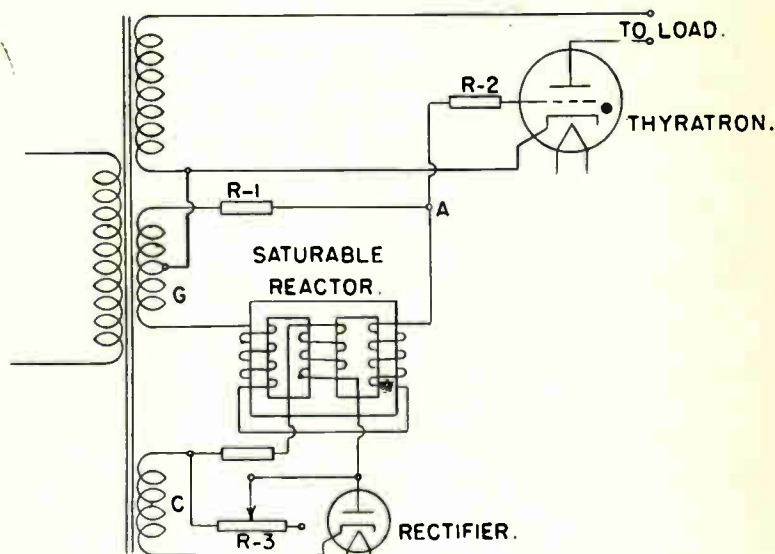 TO LOAD.
R-2
THYRATRON.
R-1
A
SATURABLE
REACTOR.
G
C
R-3
RECTIFIER.